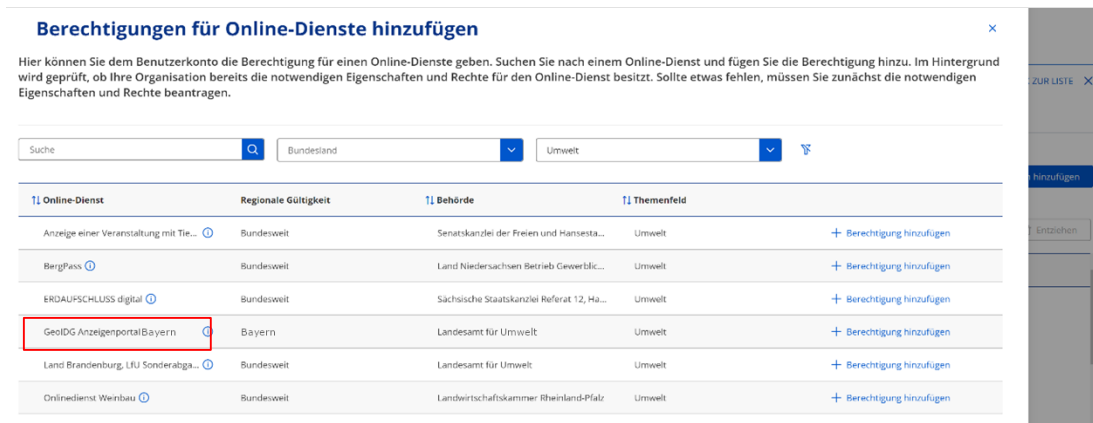 Berechtigungen für Online-Dienste hinzufügen
Hier können Sie dem Benutzerkonto die Berechtigung für einen Online-Dienste geben. Suchen Sie nach einem Online-Dienst und fügen Sie die Berechtigung hinzu. Im Hintergrund
wird geprüft, ob Ihre Organisation bereits die notwendigen Eigenschaften und Rechte für den Online-Dienst besitzt. Sollte etwas fehlen, müssen Sie zunächst die notwendigen
Eigenschaften und Rechte beantragen.
ZUR LISTE
Suche Bundesland Umwelt
hinzufügen
Online-Dienst Regionale Gültigkeit Behörde Themenfeld
Anzeige einer Veranstaltung mit Tie... Bundesweit Senatskanzlei der Freien und Hansesta... Umwelt + Berechtigung hinzufügen
Entziehen
BergPass Bundesweit Land Niedersachsen Betrieb Gewerblic... Umwelt + Berechtigung hinzufügen
ERDAUFSCHLUSS digital Bundesweit Sächsische Staatskanzlei Referat 12, Ha... Umwelt + Berechtigung hinzufügen
GeoIDG Anzeigenportal Bayern Bayern Landesamt für Umwelt Umwelt + Berechtigung hinzufügen
Land Brandenburg, LfU Sonderabga... Bundesweit Landesamt für Umwelt Umwelt + Berechtigung hinzufügen
Onlinedienst Weinbau Bundesweit Landwirtschaftskammer Rheinland-Pfalz Umwelt + Berechtigung hinzufügen